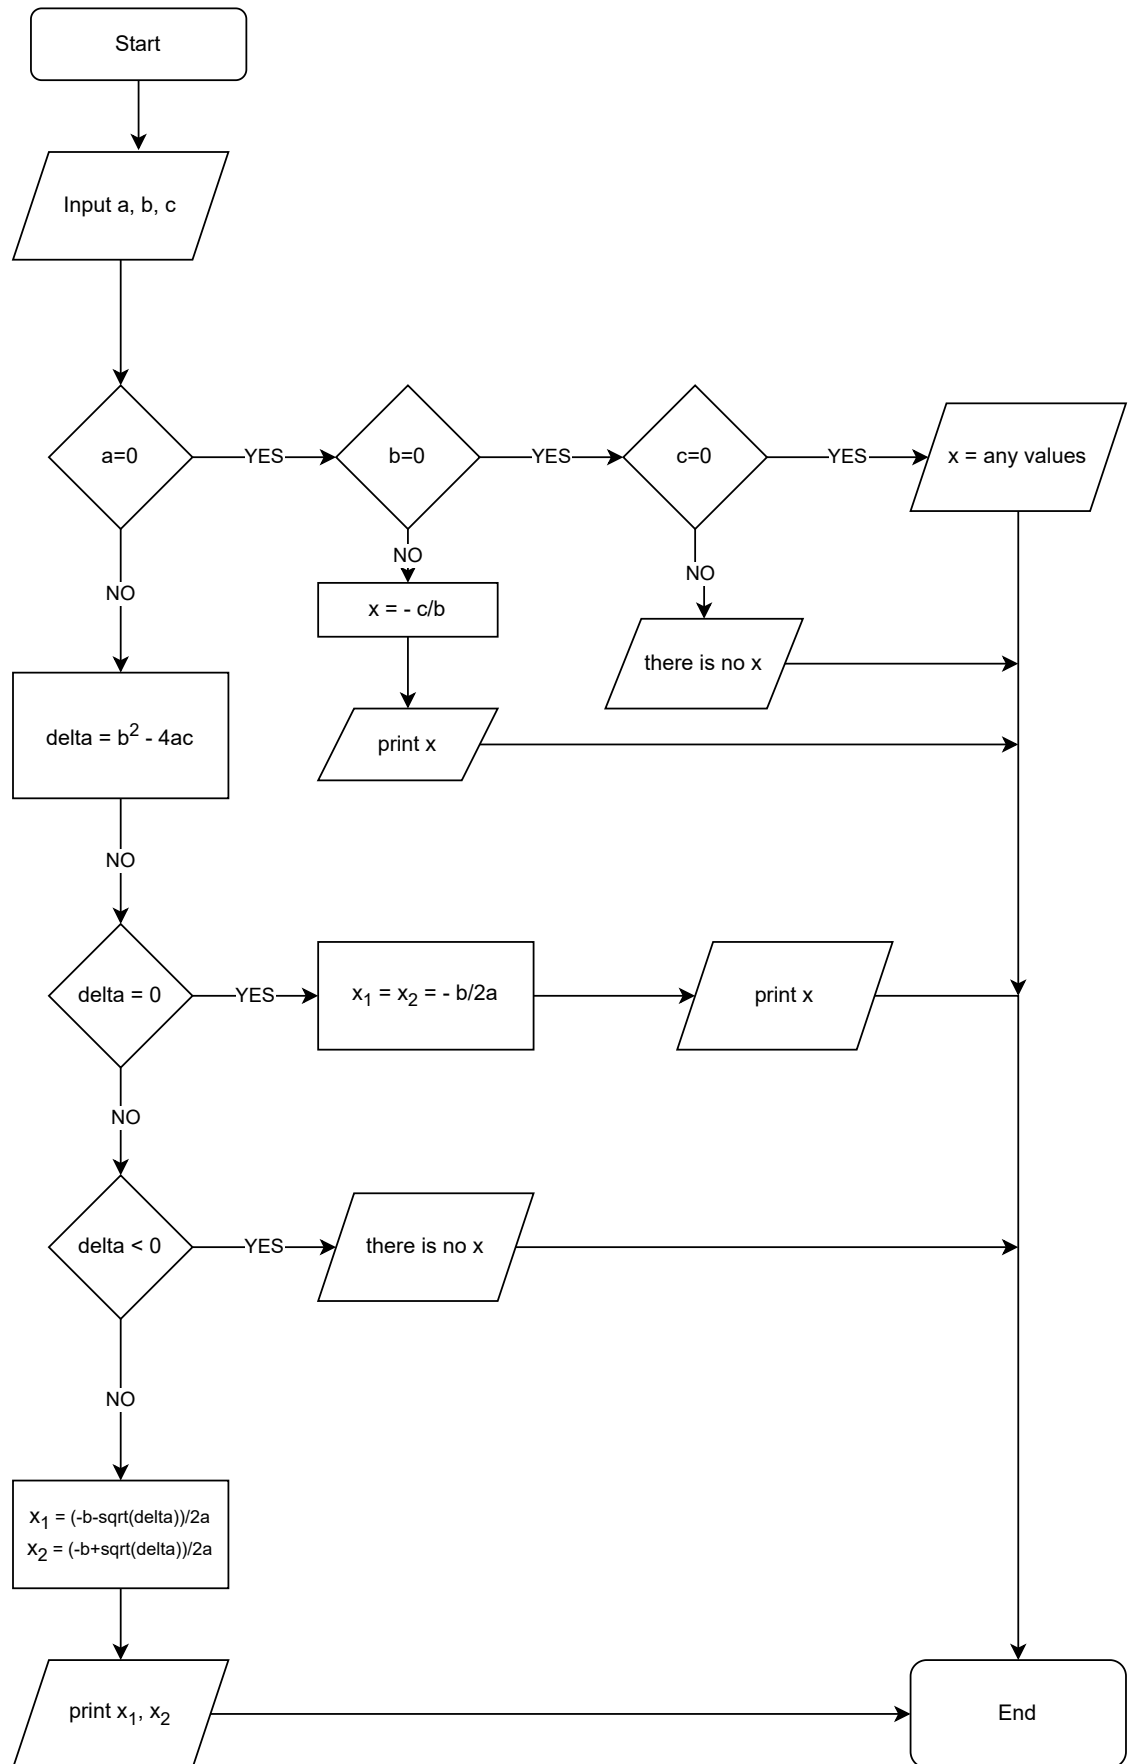 Start
Input a, b, c
a=0
YES
b=0
YES
c=0
YES
x = any values
NO
NO
NO
x = - c/b
there is no x
delta = b² - 4ac
print x
NO
delta = 0
YES
x₁ = x₂ = - b/2a
print x
NO
delta < 0
YES
there is no x
NO
x₁ = (-b-sqrt(delta))/2a
x₂ = (-b+sqrt(delta))/2a
print x₁, x₂
End